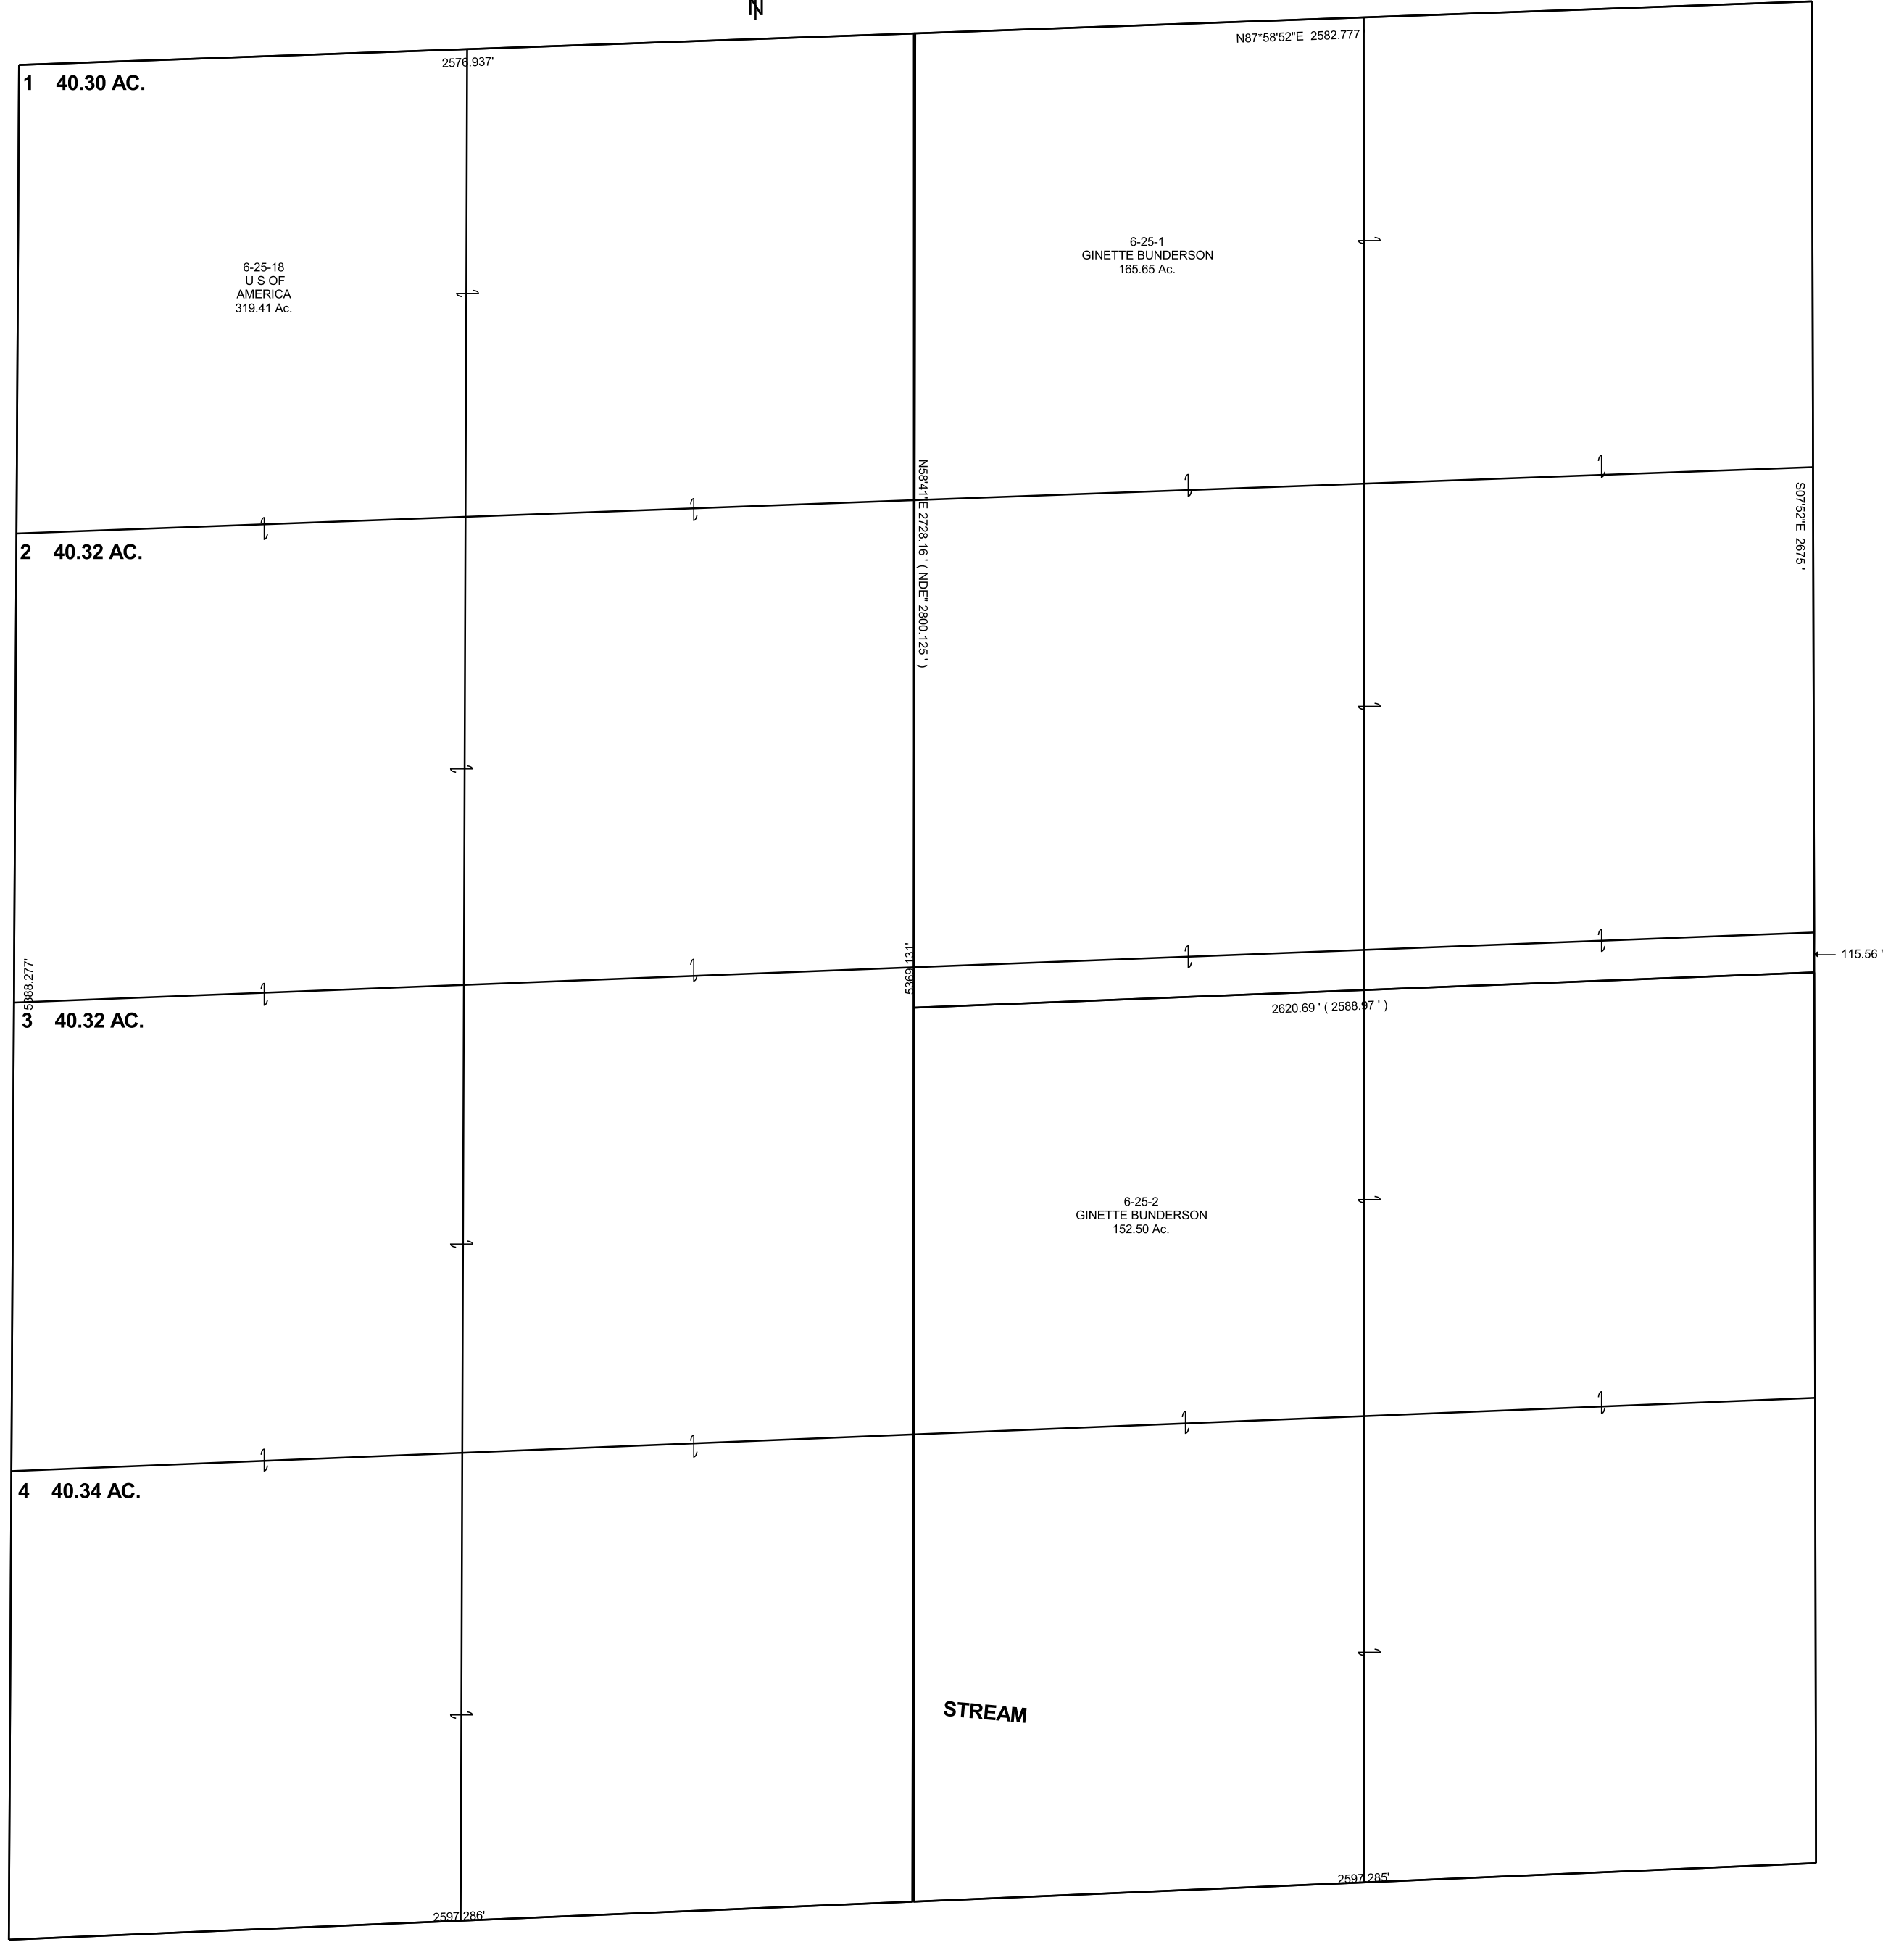 N
N87*58'52"E 2582.777'
2576.937'
1 40.30 AC.
6-25-1
GINETTE BUNDERSON
165.65 Ac.
6-25-18
U S OF
AMERICA
319.41 Ac.
N58'41"E 2728.16 ' ( NDE" 2800.125 ' )
S07'52"E 2675 '
2 40.32 AC.
115.56 '
5369.131'
3 40.32 AC.
2620.69 ' ( 2588.97 ' )
6-25-2
GINETTE BUNDERSON
152.50 Ac.
4 40.34 AC.
STREAM
2597.285'
2597.286'